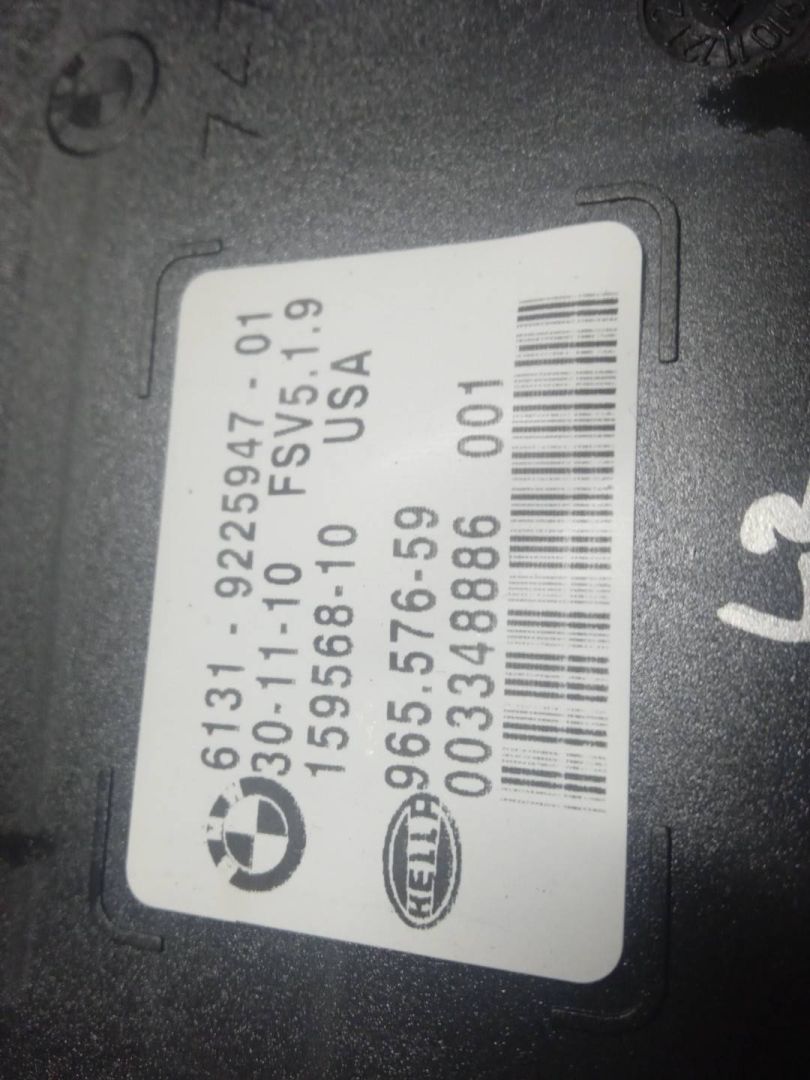 6131 - 9225947 - 01
30-11-10 FSV5.1.9
159568-10 USA
HELLA 965.576-59
003348886 001